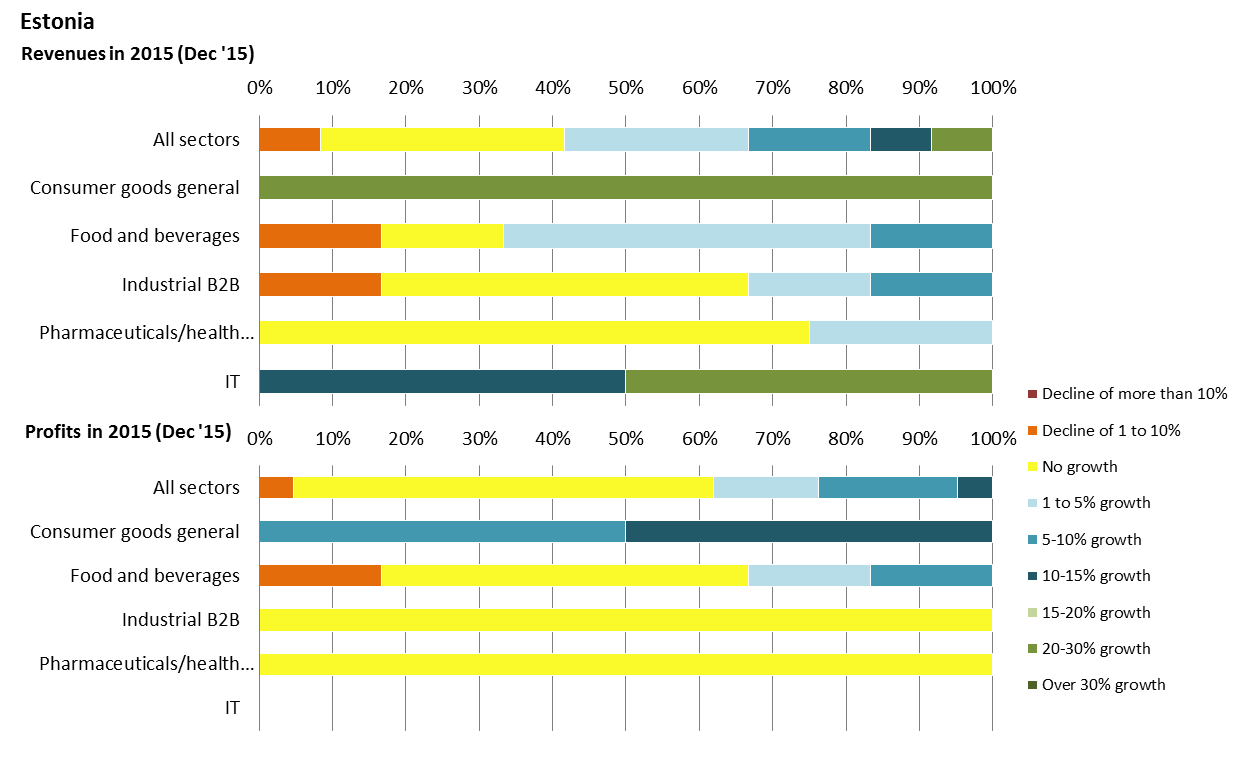 Estonia
Revenues in 2015 (Dec '15)
0% 10% 20% 30% 40% 50% 60% 70% 80% 90% 100%
All sectors
Consumer goods general
Food and beverages
Industrial B2B
Pharmaceuticals/health...
IT
Profits in 2015 (Dec '15)
0% 10% 20% 30% 40% 50% 60% 70% 80% 90% 100%
All sectors
Consumer goods general
Food and beverages
Industrial B2B
Pharmaceuticals/health...
IT
Decline of more than 10%
Decline of 1 to 10%
No growth
1 to 5% growth
5-10% growth
10-15% growth
15-20% growth
20-30% growth
Over 30% growth